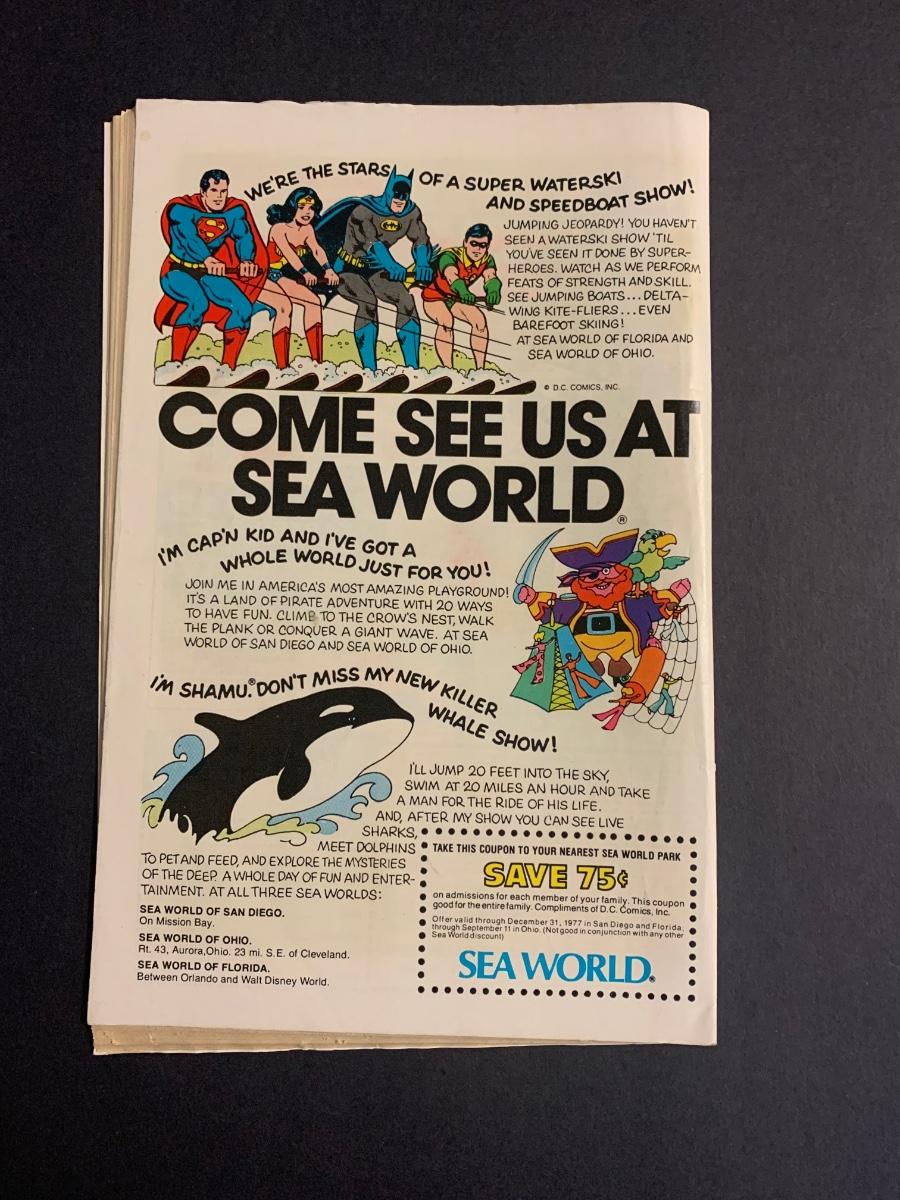 WE'RE THE STARS OF A SUPER WATERSKI
AND SPEEDBOAT SHOW!
JUMPING JEOPARDY! YOU HAVEN'T
SEEN A WATERSKI SHOW 'TIL
YOU'VE SEEN IT DONE BY SUPER-
HEROES. WATCH AS WE PERFORM
FEATS OF STRENGTH AND SKILL.
SEE JUMPING BOATS...DELTA-
WING KITE-FLIERS...EVEN
BAREFOOT SKIING!
AT SEA WORLD OF FLORIDA AND
SEA WORLD OF OHIO.
© D.C. COMICS, INC.
COME SEE US AT
SEA WORLD®
I'M CAP'N KID AND I'VE GOT A
WHOLE WORLD JUST FOR YOU!
JOIN ME IN AMERICA'S MOST AMAZING PLAYGROUND!
IT'S A LAND OF PIRATE ADVENTURE WITH 20 WAYS
TO HAVE FUN. CLIMB TO THE CROW'S NEST, WALK
THE PLANK OR CONQUER A GIANT WAVE. AT SEA
WORLD OF SAN DIEGO AND SEA WORLD OF OHIO.
I'M SHAMU.® DON'T MISS MY NEW KILLER
WHALE SHOW!
I'LL JUMP 20 FEET INTO THE SKY,
SWIM AT 20 MILES AN HOUR AND TAKE
A MAN FOR THE RIDE OF HIS LIFE.
AND, AFTER MY SHOW YOU CAN SEE LIVE
SHARKS,
MEET DOLPHINS
TO PET AND FEED, AND EXPLORE THE MYSTERIES
OF THE DEEP. A WHOLE DAY OF FUN AND ENTER-
TAINMENT. AT ALL THREE SEA WORLDS:
SEA WORLD OF SAN DIEGO.
On Mission Bay.
SEA WORLD OF OHIO.
Rt. 43, Aurora, Ohio. 23 mi. S.E. of Cleveland.
SEA WORLD OF FLORIDA.
Between Orlando and Walt Disney World.
TAKE THIS COUPON TO YOUR NEAREST SEA WORLD PARK
SAVE 75¢
on admissions for each member of your family. This coupon
good for the entire family. Compliments of D.C. Comics, Inc.
Offer valid through December 31, 1977 in San Diego and Florida;
through September 11 in Ohio. (Not good in conjunction with any other
Sea World discount)
SEA WORLD®